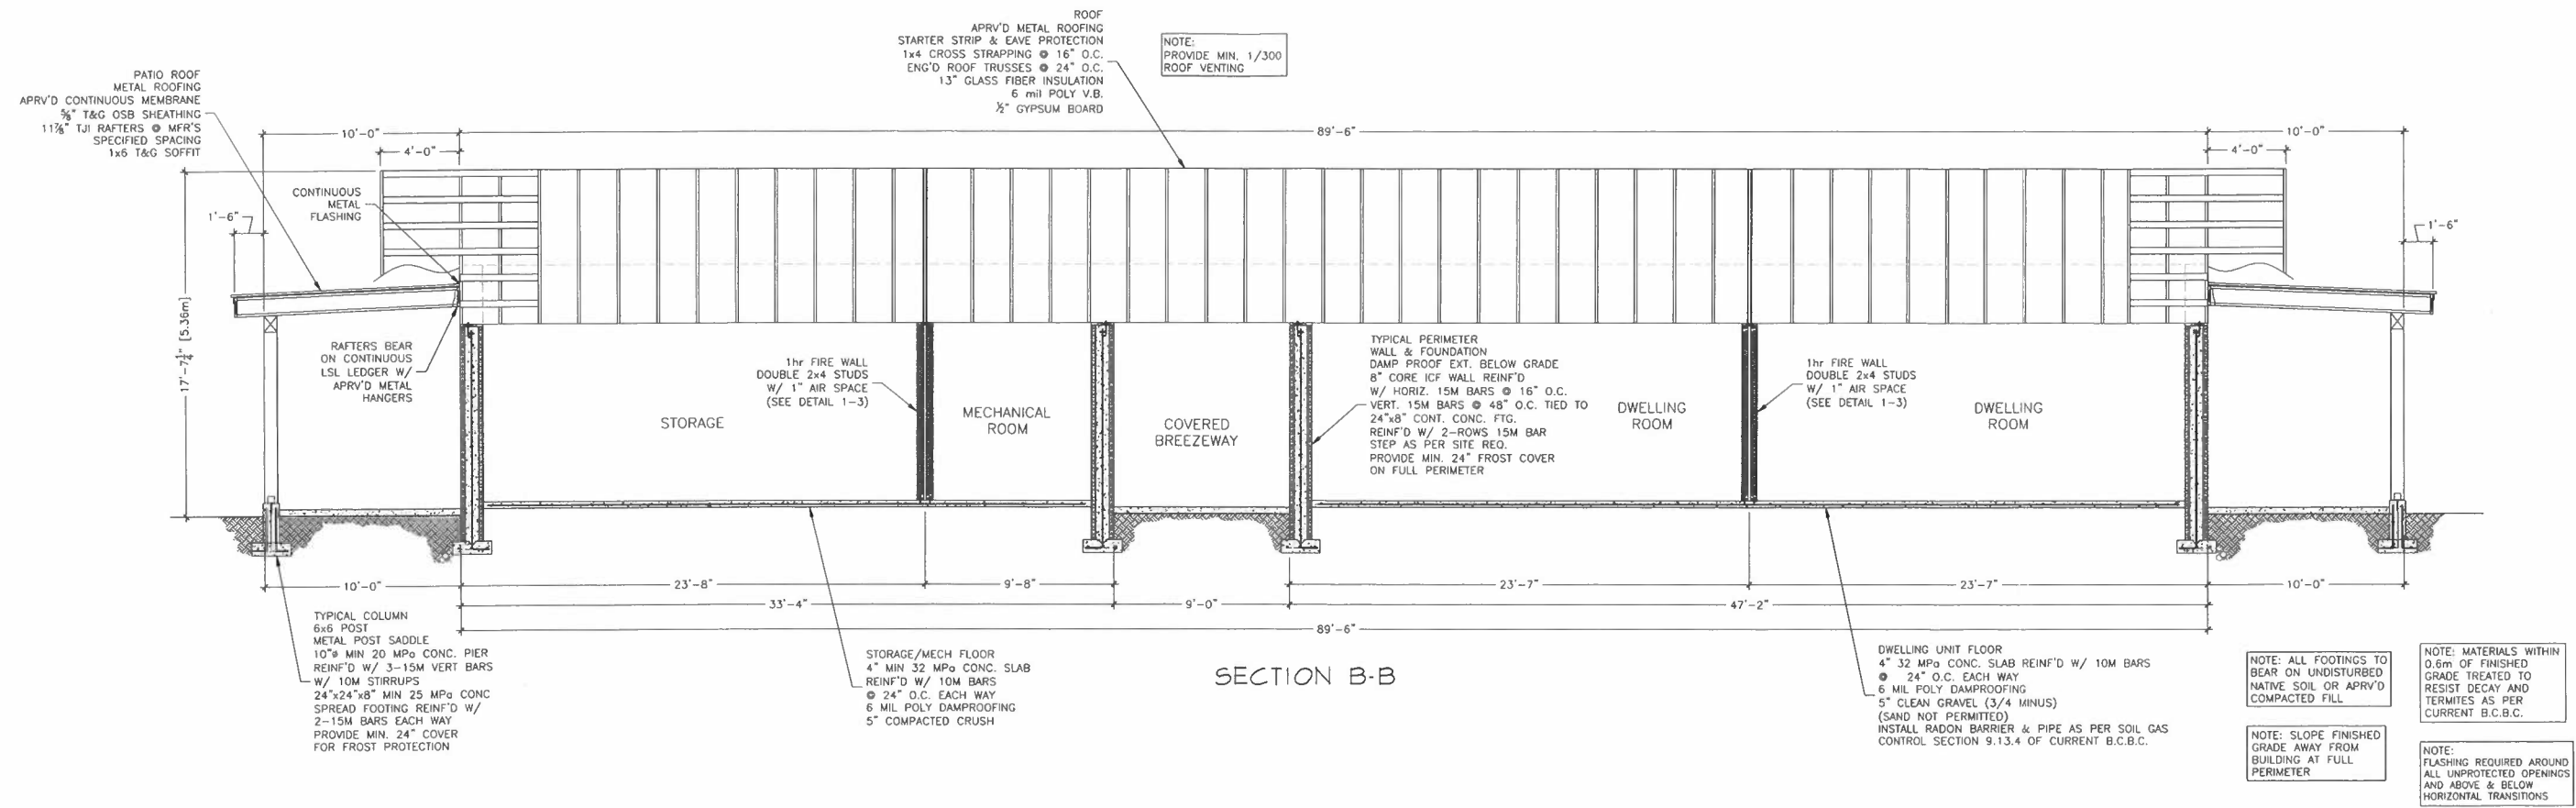 ROOF
APRV'D METAL ROOFING
STARTER STRIP & EAVE PROTECTION
1x4 CROSS STRAPPING @ 16" O.C.
ENG'D ROOF TRUSSES @ 24" O.C.
13" GLASS FIBER INSULATION
6 mil POLY V.B.
½" GYPSUM BOARD
NOTE:
PROVIDE MIN. 1/300
ROOF VENTING
PATIO ROOF
METAL ROOFING
APRV'D CONTINUOUS MEMBRANE
⅝" T&G OSB SHEATHING
11⅞" TJI RAFTERS @ MFR'S
SPECIFIED SPACING
1x6 T&G SOFFIT
10'-0"
89'-6"
10'-0"
4'-0"
4'-0"
CONTINUOUS
METAL
FLASHING
1'-6"
1'-6"
17'-7¼" [5.36m]
RAFTERS BEAR
ON CONTINUOUS
LSL LEDGER W/
APRV'D METAL
HANGERS
1hr FIRE WALL
DOUBLE 2x4 STUDS
W/ 1" AIR SPACE
(SEE DETAIL 1-3)
TYPICAL PERIMETER
WALL & FOUNDATION
DAMP PROOF EXT. BELOW GRADE
8" CORE ICF WALL REINF'D
W/ HORIZ. 15M BARS @ 16" O.C.
VERT. 15M BARS @ 48" O.C. TIED TO
24"x8" CONT. CONC. FTG.
REINF'D W/ 2-ROWS 15M BAR
STEP AS PER SITE REQ.
PROVIDE MIN. 24" FROST COVER
ON FULL PERIMETER
1hr FIRE WALL
DOUBLE 2x4 STUDS
W/ 1" AIR SPACE
(SEE DETAIL 1-3)
STORAGE
MECHANICAL
ROOM
COVERED
BREEZEWAY
DWELLING
ROOM
DWELLING
ROOM
10'-0"
23'-8"
9'-8"
23'-7"
23'-7"
10'-0"
33'-4"
9'-0"
47'-2"
89'-6"
TYPICAL COLUMN
6x6 POST
METAL POST SADDLE
10"ø MIN 20 MPa CONC. PIER
REINF'D W/ 3-15M VERT BARS
W/ 10M STIRRUPS
24"x24"x8" MIN 25 MPa CONC
SPREAD FOOTING REINF'D W/
2-15M BARS EACH WAY
PROVIDE MIN. 24" COVER
FOR FROST PROTECTION
STORAGE/MECH FLOOR
4" MIN 32 MPa CONC. SLAB
REINF'D W/ 10M BARS
@ 24" O.C. EACH WAY
6 MIL POLY DAMPROOFING
5" COMPACTED CRUSH
SECTION B-B
DWELLING UNIT FLOOR
4" 32 MPa CONC. SLAB REINF'D W/ 10M BARS
@ 24" O.C. EACH WAY
6 MIL POLY DAMPROOFING
5" CLEAN GRAVEL (3/4 MINUS)
(SAND NOT PERMITTED)
INSTALL RADON BARRIER & PIPE AS PER SOIL GAS
CONTROL SECTION 9.13.4 OF CURRENT B.C.B.C.
NOTE: ALL FOOTINGS TO
BEAR ON UNDISTURBED
NATIVE SOIL OR APRV'D
COMPACTED FILL
NOTE: MATERIALS WITHIN
0.6m OF FINISHED
GRADE TREATED TO
RESIST DECAY AND
TERMITES AS PER
CURRENT B.C.B.C.
NOTE: SLOPE FINISHED
GRADE AWAY FROM
BUILDING AT FULL
PERIMETER
NOTE:
FLASHING REQUIRED AROUND
ALL UNPROTECTED OPENINGS
AND ABOVE & BELOW
HORIZONTAL TRANSITIONS